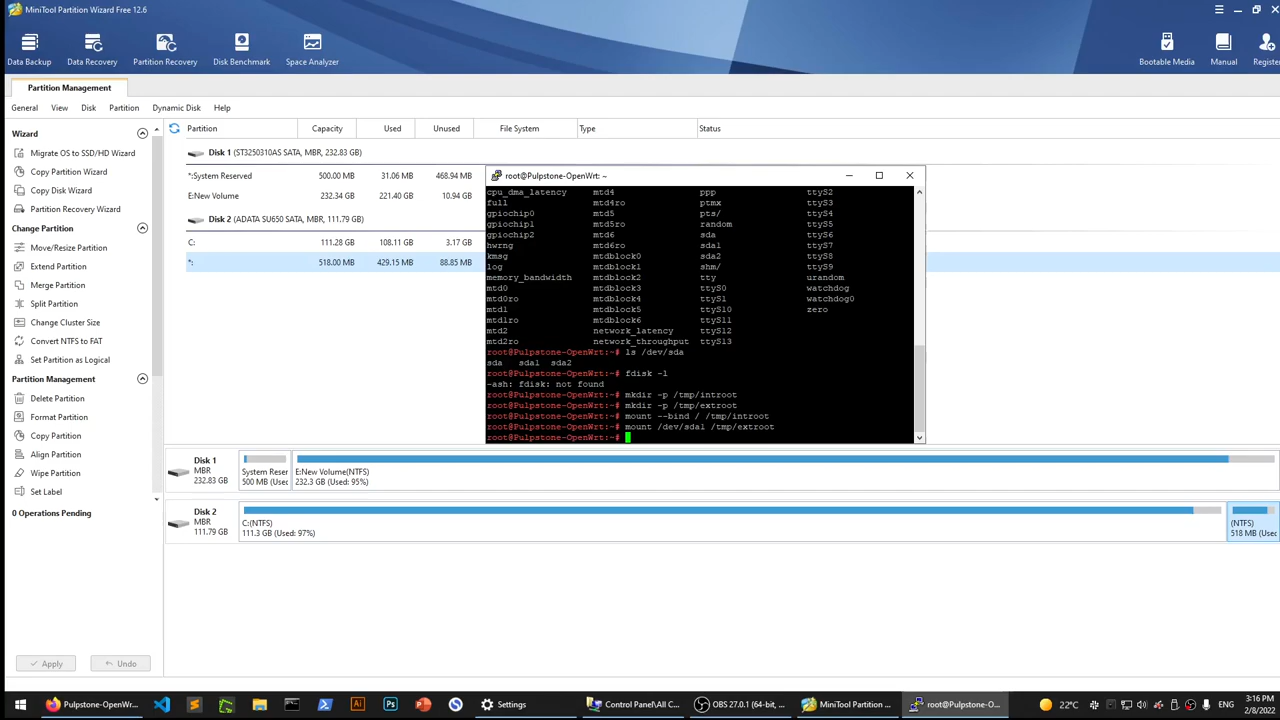 MiniTool Partition Wizard Free 12.6
Data Backup
Data Recovery
Partition Recovery
Disk Benchmark
Space Analyzer
Bootable Media
Manual
Register
Partition Management
General View Disk Partition Dynamic Disk Help
Wizard
Migrate OS to SSD/HD Wizard
Copy Partition Wizard
Copy Disk Wizard
Partition Recovery Wizard
Change Partition
Move/Resize Partition
Extend Partition
Merge Partition
Split Partition
Change Cluster Size
Convert NTFS to FAT
Set Partition as Logical
Partition Management
Delete Partition
Format Partition
Copy Partition
Align Partition
Wipe Partition
Set Label
0 Operations Pending
Apply
Undo
Partition Capacity Used Unused File System Type Status
Disk 1 (ST3250310AS SATA, MBR, 232.83 GB)
*:System Reserved 500.00 MB 31.06 MB 468.94 MB
E:New Volume 232.34 GB 221.40 GB 10.94 GB
Disk 2 (ADATA SU650 SATA, MBR, 111.79 GB)
C: 111.28 GB 108.11 GB 3.17 GB
*: 518.00 MB 429.15 MB 88.85 MB
root@Pulpstone-OpenWrt: ~
cpu_dma_latency mtd4 ppp ttyS2
full mtd4ro ptmx ttyS3
gpiochip0 mtd5 pts/ ttyS4
gpiochip1 mtd5ro random ttyS5
gpiochip2 mtd6 sda ttyS6
hwrng mtd6ro sda1 ttyS7
kmsg mtdblock0 sda2 ttyS8
log mtdblock1 shm/ ttyS9
memory_bandwidth mtdblock2 tty urandom
mtd0 mtdblock3 ttyS0 watchdog
mtd0ro mtdblock4 ttyS1 watchdog0
mtd1 mtdblock5 ttyS10 zero
mtd1ro mtdblock6 ttyS11
mtd2 network_latency ttyS12
mtd2ro network_throughput ttyS13
root@Pulpstone-OpenWrt:~# ls /dev/sda
sda sda1 sda2
root@Pulpstone-OpenWrt:~# fdisk -l
-ash: fdisk: not found
root@Pulpstone-OpenWrt:~# mkdir -p /tmp/introot
root@Pulpstone-OpenWrt:~# mkdir -p /tmp/extroot
root@Pulpstone-OpenWrt:~# mount --bind / /tmp/introot
root@Pulpstone-OpenWrt:~# mount /dev/sda1 /tmp/extroot
root@Pulpstone-OpenWrt:~#
Disk 1
MBR
232.83 GB
System Reser
500 MB (Used
E:New Volume(NTFS)
232.3 GB (Used: 95%)
Disk 2
MBR
111.79 GB
C:(NTFS)
111.3 GB (Used: 97%)
(NTFS)
518 MB (Used
Pulpstone-OpenWr...
Settings
Control Panel\All C...
OBS 27.0.1 (64-bit, ...
MiniTool Partition ...
root@Pulpstone-O...
22°C
ENG
3:16 PM
2/8/2022